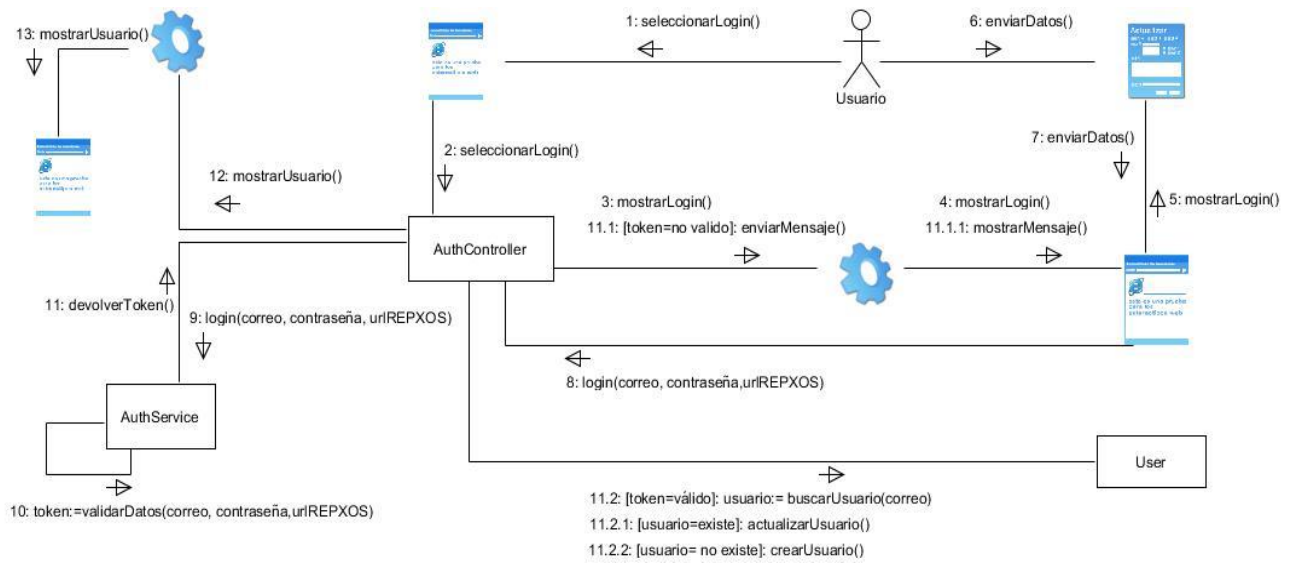 1: seleccionarLogin()
6: enviarDatos()
13: mostrarUsuario()
Actualizar
Usuario
7: enviarDatos()
2: seleccionarLogin()
12: mostrarUsuario()
3: mostrarLogin()
4: mostrarLogin()
5: mostrarLogin()
11.1: [token=no valido]: enviarMensaje()
11.1.1: mostrarMensaje()
AuthController
11: devolverToken()
9: login(correo, contraseña, urlREPXOS)
8: login(correo, contraseña,urlREPXOS)
AuthService
User
10: token:=validarDatos(correo, contraseña,urlREPXOS)
11.2: [token=válido]: usuario:= buscarUsuario(correo)
11.2.1: [usuario=existe]: actualizarUsuario()
11.2.2: [usuario= no existe]: crearUsuario()